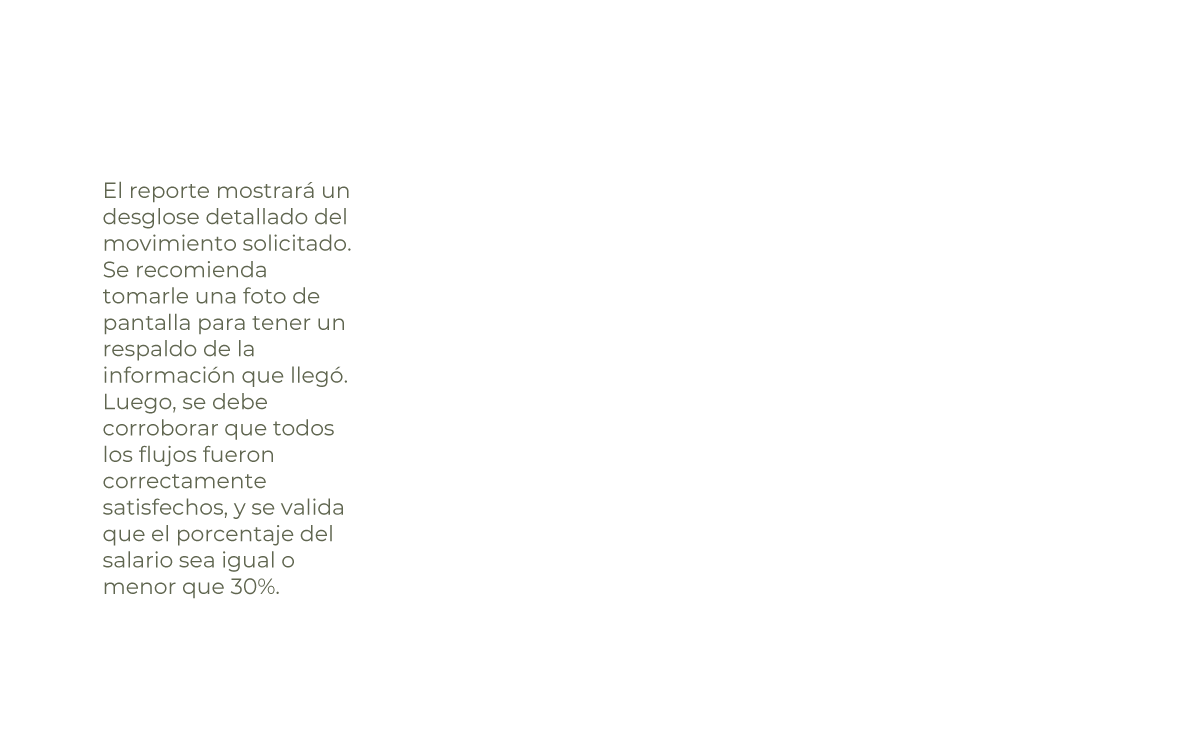 El reporte mostrará un
desglose detallado del
movimiento solicitado.
Se recomienda
tomarle una foto de
pantalla para tener un
respaldo de la
información que llegó.
Luego, se debe
corroborar que todos
los flujos fueron
correctamente
satisfechos, y se valida
que el porcentaje del
salario sea igual o
menor que 30%.